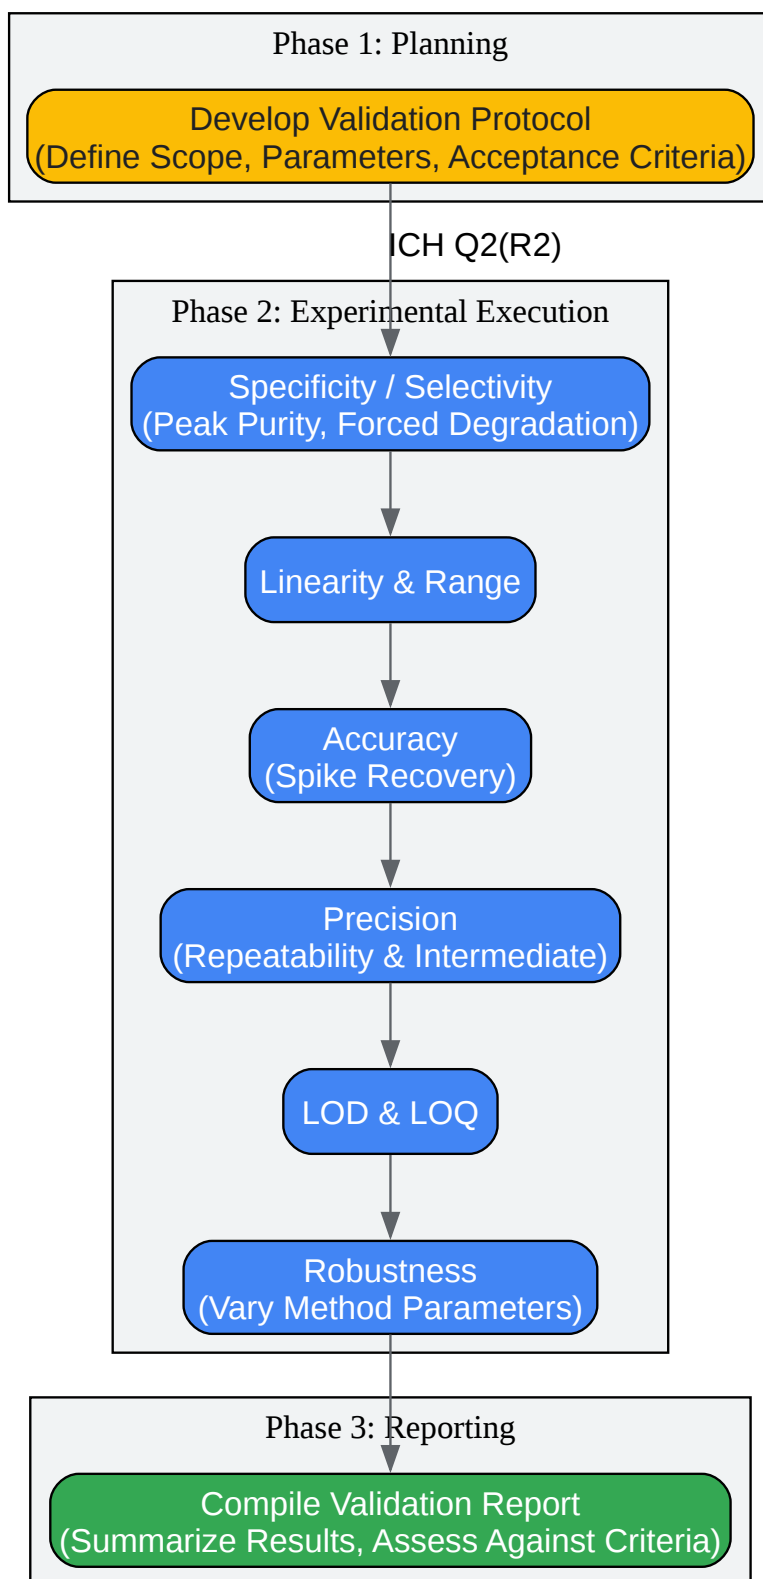 Phase 1: Planning
Develop Validation Protocol
(Define Scope, Parameters, Acceptance Criteria)
ICH Q2(R2)
Phase 2: Experimental Execution
Specificity / Selectivity
(Peak Purity, Forced Degradation)
Linearity & Range
Accuracy
(Spike Recovery)
Precision
(Repeatability & Intermediate)
LOD & LOQ
Robustness
(Vary Method Parameters)
Phase 3: Reporting
Compile Validation Report
(Summarize Results, Assess Against Criteria)